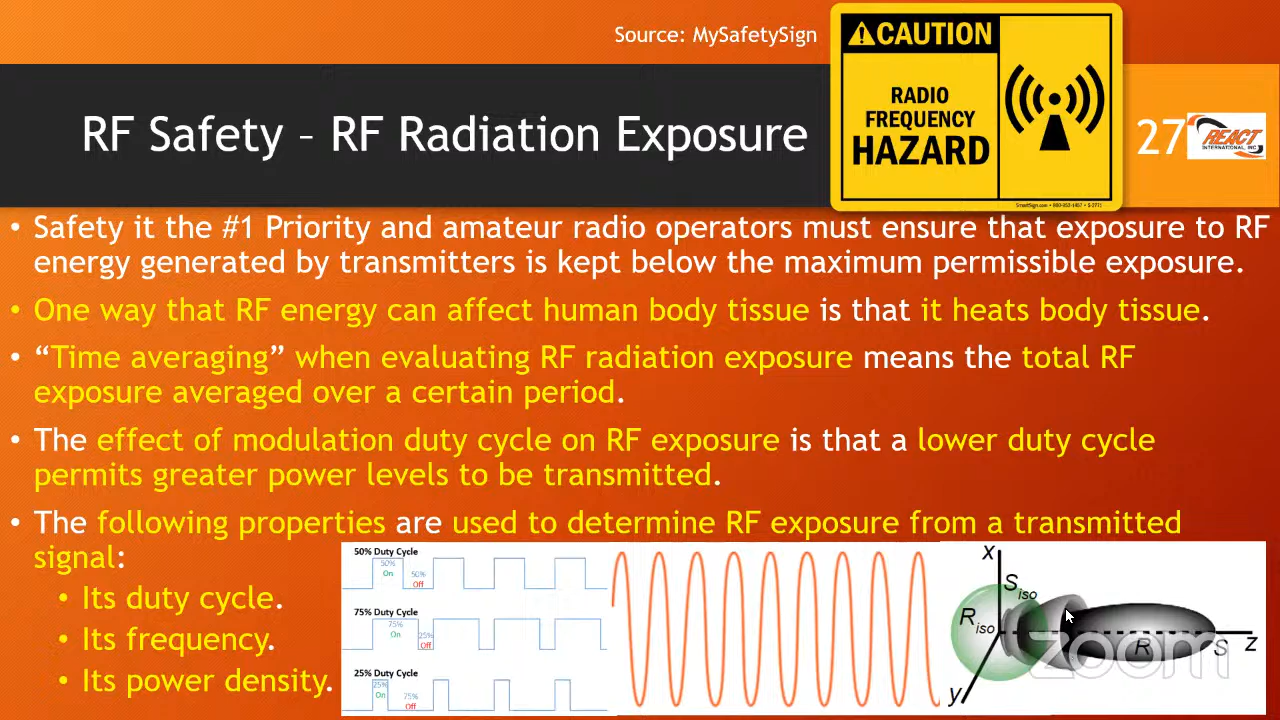 Source: MySafetySign
CAUTION
RADIO
FREQUENCY
HAZARD
RF Safety – RF Radiation Exposure
27
REACT
INTERNATIONAL, INC.
• Safety it the #1 Priority and amateur radio operators must ensure that exposure to RF
energy generated by transmitters is kept below the maximum permissible exposure.
• One way that RF energy can affect human body tissue is that it heats body tissue.
• “Time averaging” when evaluating RF radiation exposure means the total RF
exposure averaged over a certain period.
• The effect of modulation duty cycle on RF exposure is that a lower duty cycle
permits greater power levels to be transmitted.
• The following properties are used to determine RF exposure from a transmitted
signal:
• Its duty cycle.
• Its frequency.
• Its power density.
50% Duty Cycle
50%
On
50%
Off
75% Duty Cycle
75%
On
25%
Off
25% Duty Cycle
25%
On
75%
Off
x
Siso
Riso
R
S
z
y
zoom